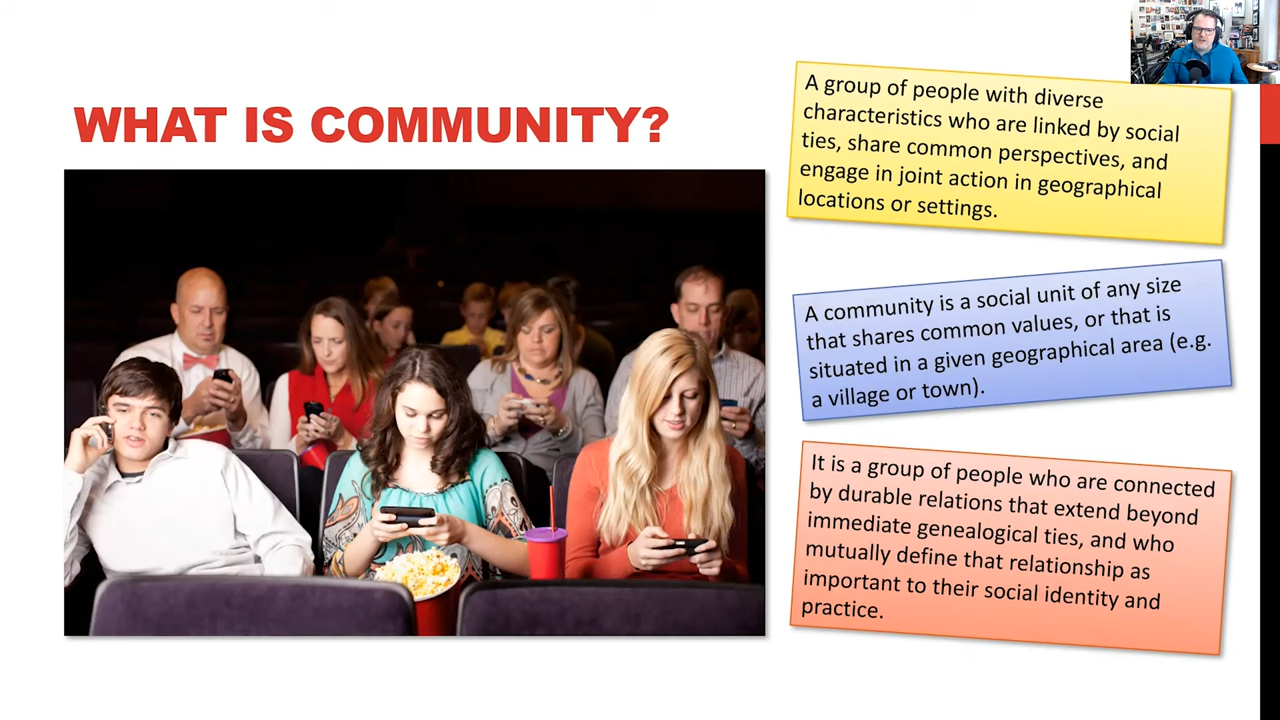 WHAT IS COMMUNITY?
A group of people with diverse
characteristics who are linked by social
ties, share common perspectives, and
engage in joint action in geographical
locations or settings.
A community is a social unit of any size
that shares common values, or that is
situated in a given geographical area (e.g.
a village or town).
It is a group of people who are connected
by durable relations that extend beyond
immediate genealogical ties, and who
mutually define that relationship as
important to their social identity and
practice.